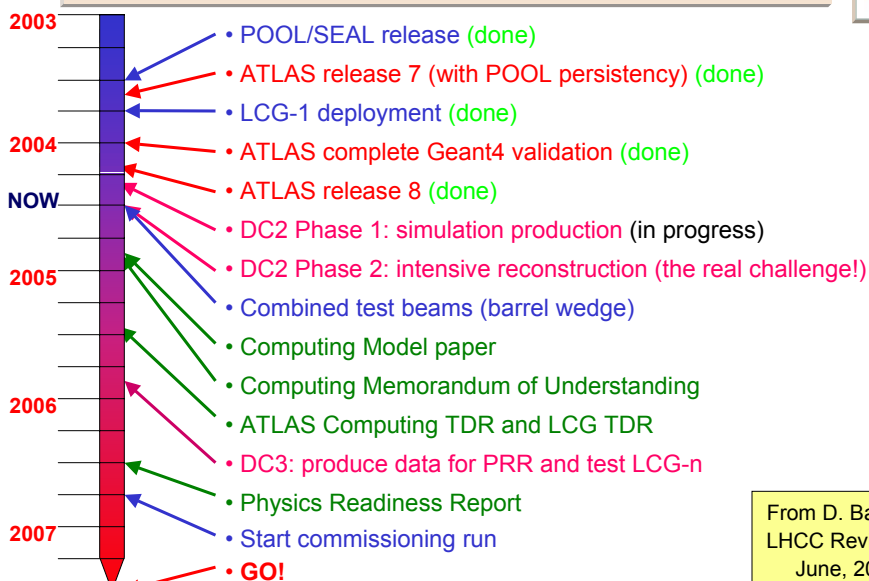 2003
• POOL/SEAL release (done)
• ATLAS release 7 (with POOL persistency) (done)
• LCG-1 deployment (done)
2004
• ATLAS complete Geant4 validation (done)
• ATLAS release 8 (done)
NOW
• DC2 Phase 1: simulation production (in progress)
• DC2 Phase 2: intensive reconstruction (the real challenge!)
2005
• Combined test beams (barrel wedge)
• Computing Model paper
• Computing Memorandum of Understanding
2006
• ATLAS Computing TDR and LCG TDR
• DC3: produce data for PRR and test LCG-n
• Physics Readiness Report
2007
• Start commissioning run
• GO!
From D.
LHCC
June,